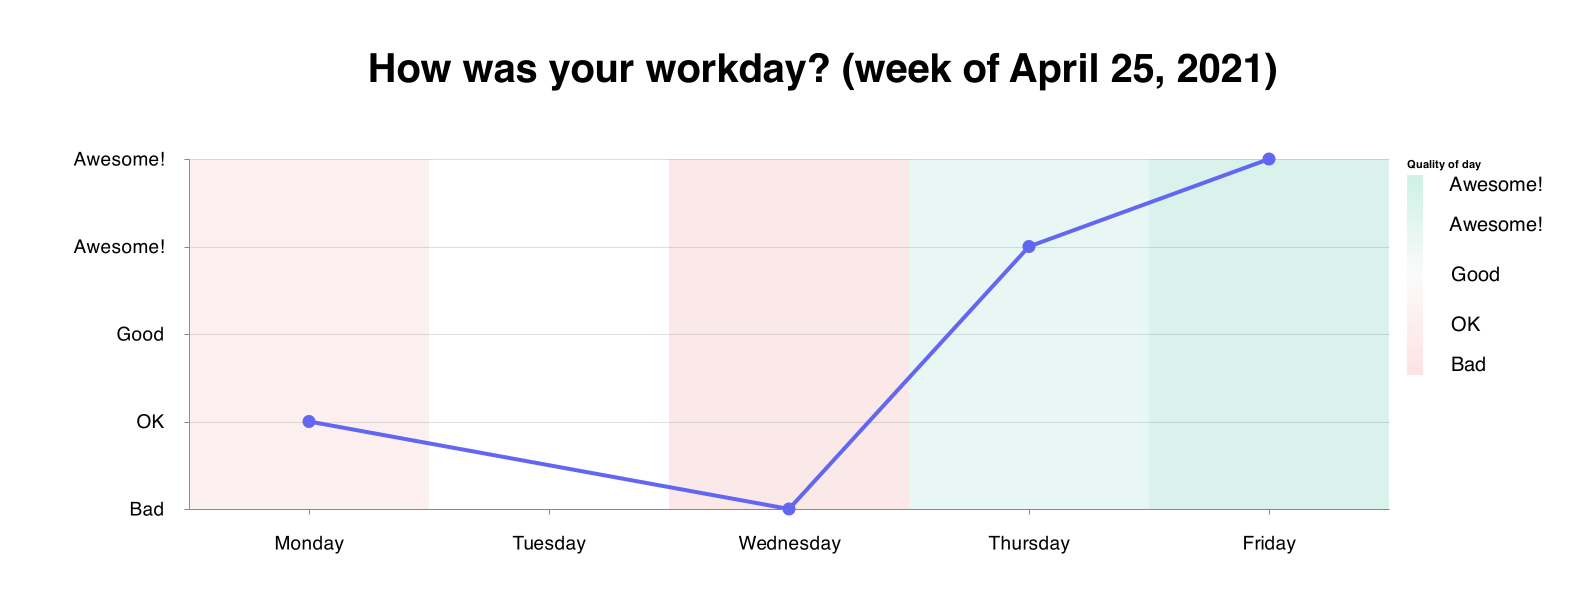 How was your workday? (week of April 25, 2021)
Awesome!
Awesome!
Good
OK
Bad
Monday
Tuesday
Wednesday
Thursday
Friday
Quality of day
Awesome!
Awesome!
Good
OK
Bad